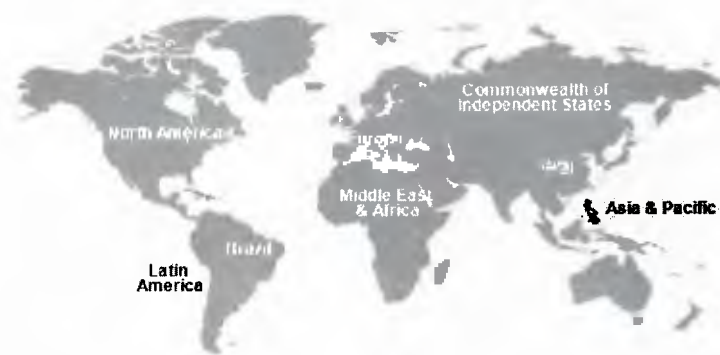 Commonwealth of
Independent States
North America
Middle East
& Africa
Asia & Pacific
Brazil
Latin
America